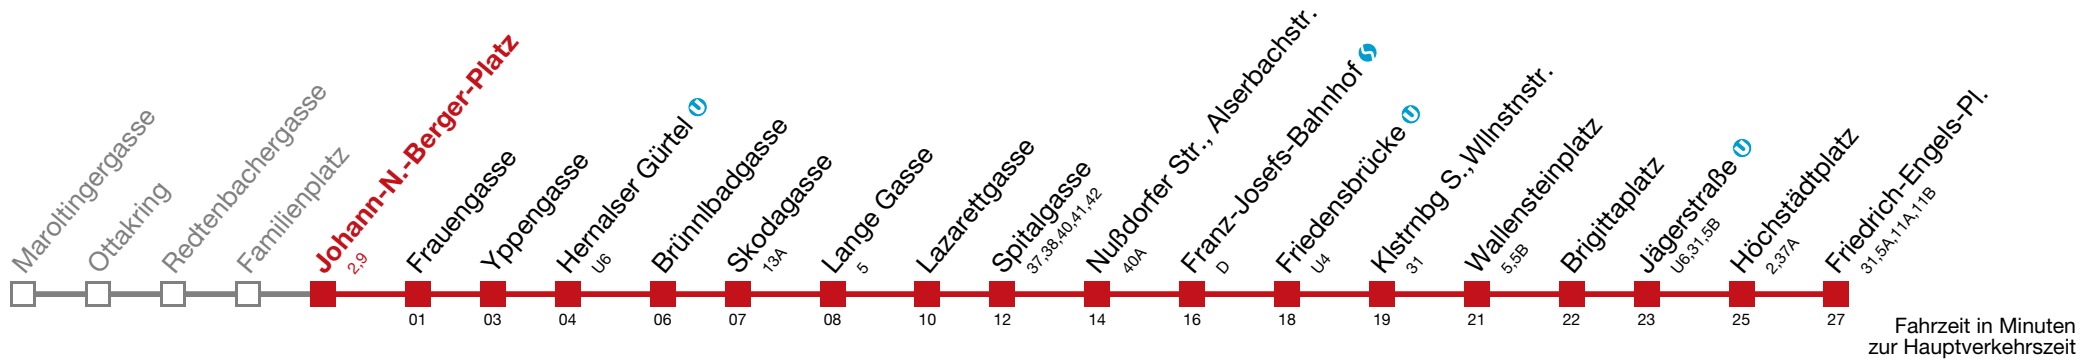 Maroltingergasse
Ottakring
Redtenbachergasse
Familienplatz
Johann-N.-Berger-Platz
2,9
Frauengasse
01
Yppengasse
03
Hernalser Gürtel U
U6
04
Brünnlbadgasse
06
Skodagasse
13A
07
Lange Gasse
5
08
Lazarettgasse
10
Spitalgasse
37,38,40,41,42
12
Nußdorfer Str., Alserbachstr.
40A
14
Franz-Josefs-Bahnhof S
D
16
Friedensbrücke U
U4
18
Klstrnbg S., Wllnstnstr.
31
19
Wallensteinplatz
5,5B
21
Brigittaplatz
22
Jägerstraße U
U6,31,5B
23
Höchstädtplatz
2,37A
25
Friedrich-Engels-Pl.
31,5A,11A,11B
27
Fahrzeit in Minuten
zur Hauptverkehrszeit